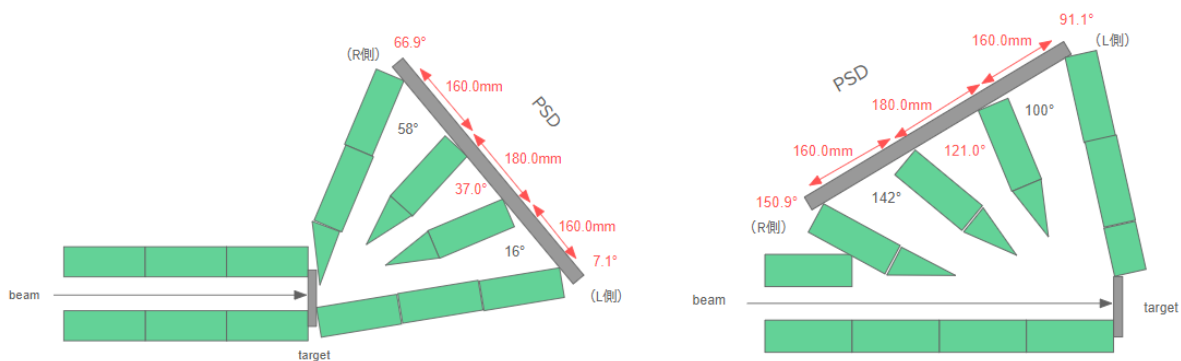 66.9°
(R側)
160.0mm
PSD
58°
180.0mm
37.0°
160.0mm
16°
7.1°
(L側)
beam
target
91.1°
160.0mm
(L側)
PSD
180.0mm
100°
160.0mm
121.0°
142°
150.9°
(R側)
beam
target